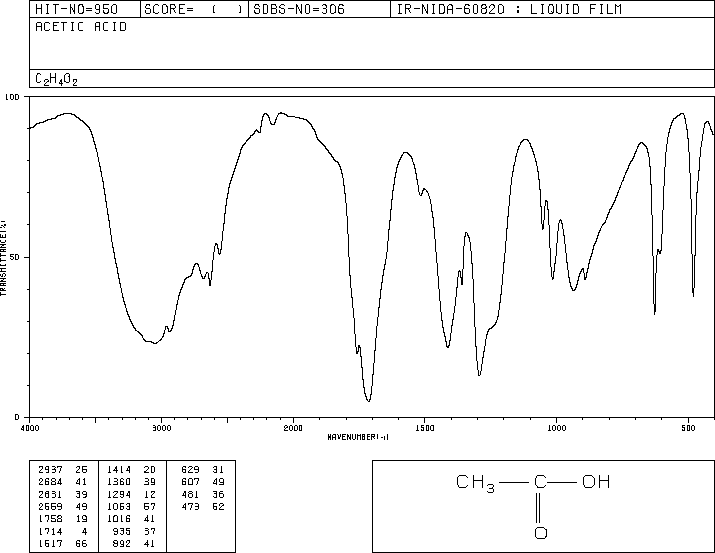 HIT-NO=950 SCORE= ( ) SDBS-NO=306 IR-NIDA-60820 : LIQUID FILM
ACETIC ACID
C2H4O2
100
TRANSMITTANCE(%)
50
0
4000 3000 2000 1500 1000 500
WAVENUMBER(-1)
2937 26 1414 20 629 31
2684 41 1360 39 607 49
2631 39 1294 12 481 36
2569 49 1053 57 473 62
1758 19 1016 41
1714 4 935 37
1517 66 892 41
CH3 C OH
O